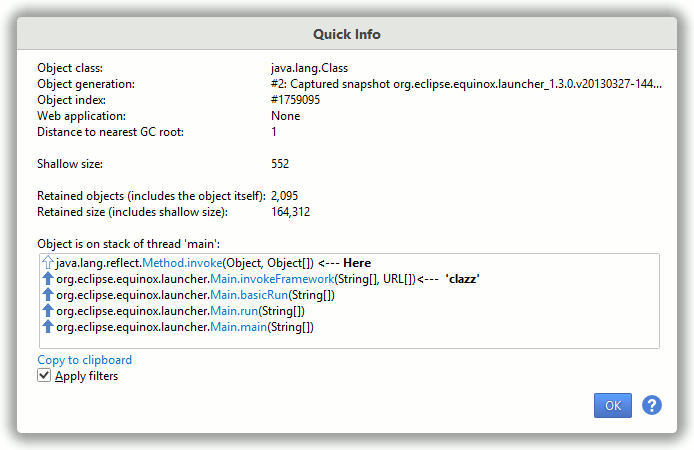 Quick Info
Object class: java.lang.Class
Object generation: #2: Captured snapshot org.eclipse.equinox.launcher_1.3.0.v20130327-144...
Object index: #1759095
Web application: None
Distance to nearest GC root: 1
Shallow size: 552
Retained objects (includes the object itself): 2,095
Retained size (includes shallow size): 164,312
Object is on stack of thread 'main':
java.lang.reflect.Method.invoke(Object, Object[]) <--- Here
org.eclipse.equinox.launcher.Main.invokeFramework(String[], URL[])<--- 'clazz'
org.eclipse.equinox.launcher.Main.basicRun(String[])
org.eclipse.equinox.launcher.Main.run(String[])
org.eclipse.equinox.launcher.Main.main(String[])
Copy to clipboard
Apply filters
OK ?